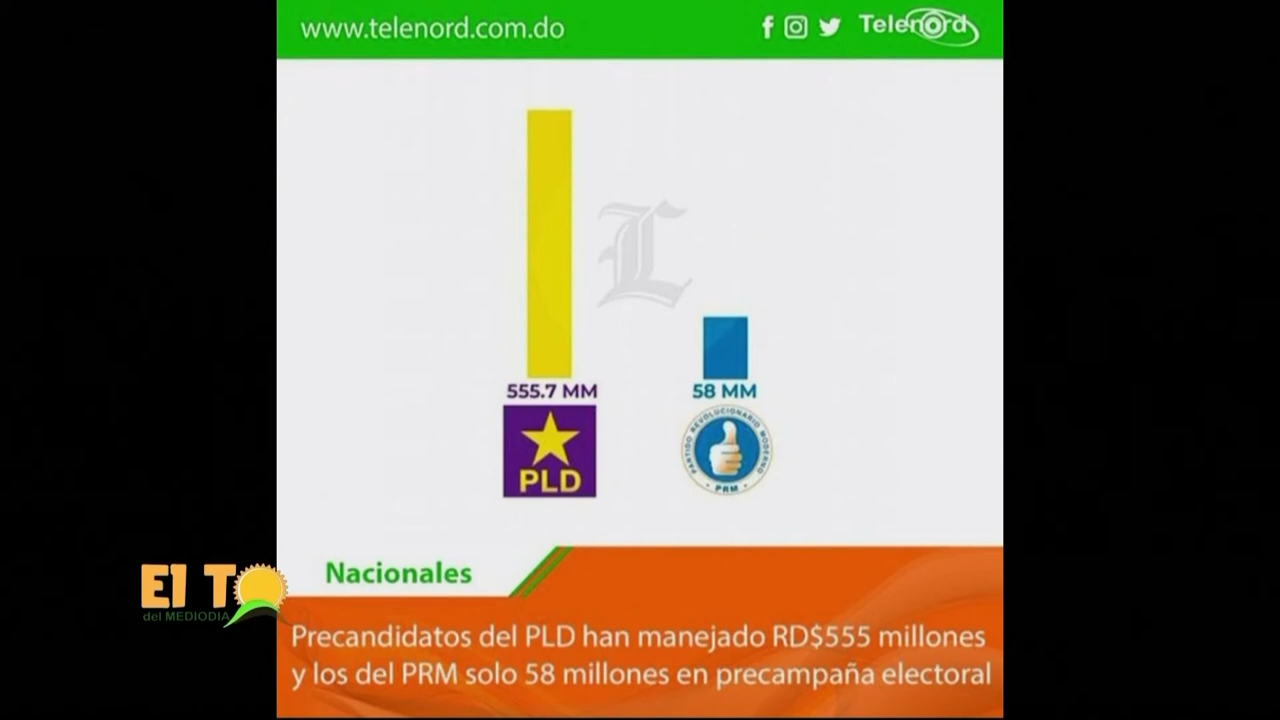 www.telenord.com.do
Telenord
L
555.7 MM
58 MM
PLD
PARTIDO REVOLUCIONARIO MODERNO
PRM
Nacionales
El TO
del MEDIODIA
Precandidatos del PLD han manejado RD$555 millones
y los del PRM solo 58 millones en precampaña electoral